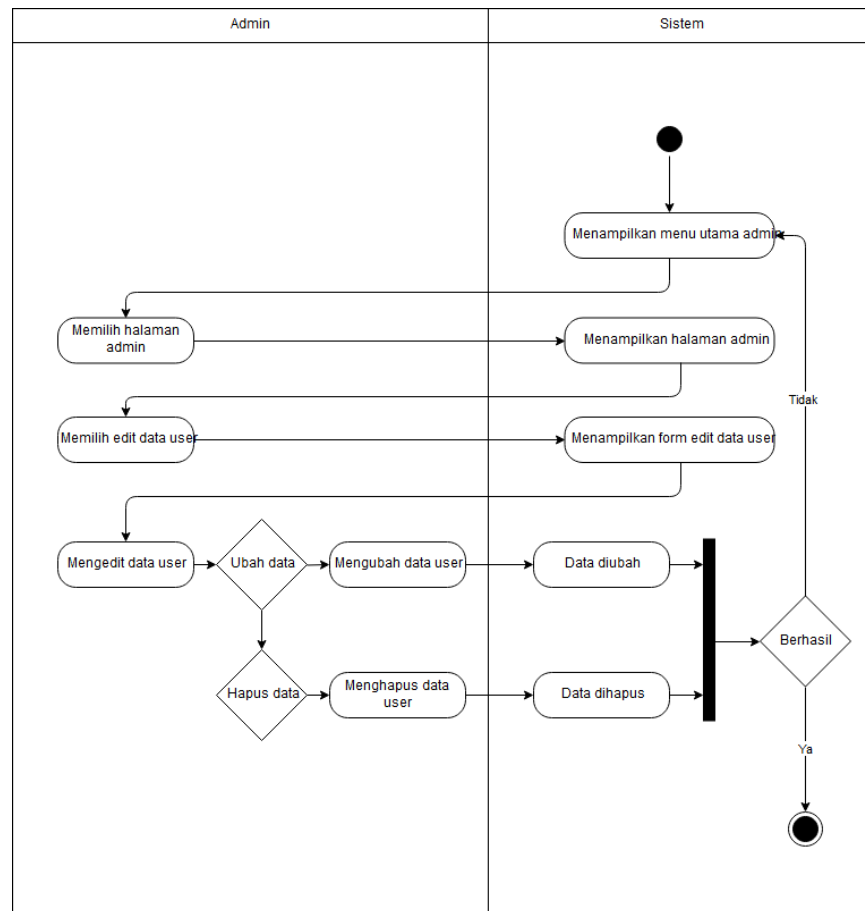 Admin
Sistem
Menampilkan menu utama admin
Memilih halaman
admin
Menampilkan halaman admin
Tidak
Memilih edit data user
Menampilkan form edit data user
Mengedit data user
Ubah data
Mengubah data user
Data diubah
Berhasil
Hapus data
Menghapus data
user
Data dihapus
Ya